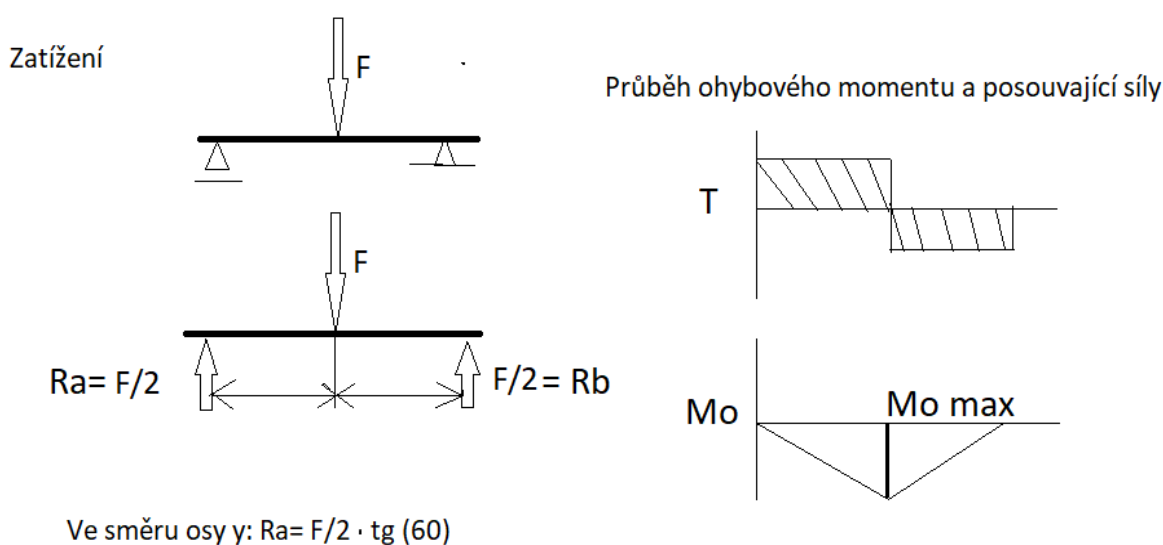 Zatížení
F
Průběh ohybového momentu a posouvající síly
T
F
Ra= F/2
F/2= Rb
Mo
Mo max
Ve směru osy y: Ra= F/2 · tg (60)